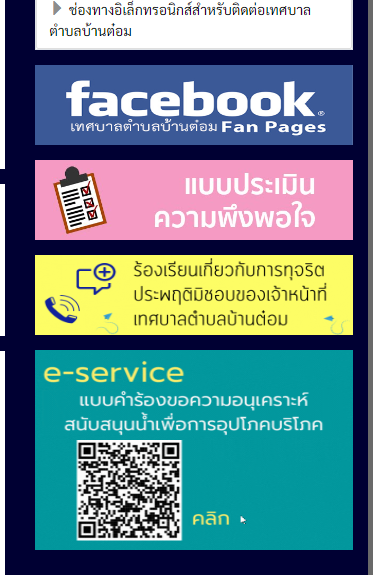 ช่องทางอิเล็กทรอนิกส์สำหรับติดต่อเทศบาล
ตำบลบ้านต๋อม
facebook
เทศบาลตำบลบ้านต๋อม Fan Pages
แบบประเมิน
ความพึงพอใจ
ร้องเรียนเกี่ยวกับการทุจริต
ประพฤติมิชอบของเจ้าหน้าที่
เทศบาลตำบลบ้านต๋อม
e-service
แบบคำร้องขอความอนุเคราะห์
สนับสนุนน้ำเพื่อการอุปโภคบริโภค
คลิก